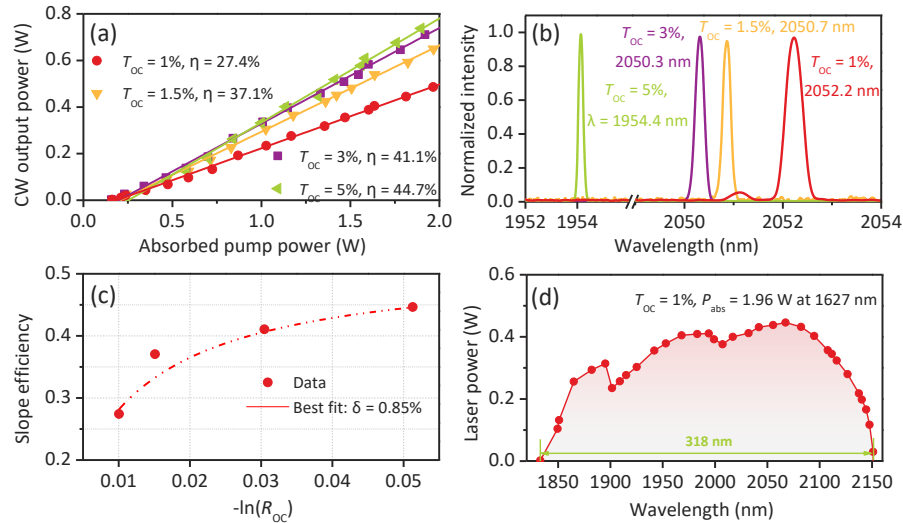 (a)
CW output power (W)
0.8
0.6
0.4
0.2
0.0
T_OC = 1%, η = 27.4%
T_OC = 1.5%, η = 37.1%
T_OC = 3%, η = 41.1%
T_OC = 5%, η = 44.7%
0.0 0.5 1.0 1.5 2.0
Absorbed pump power (W)
(b)
Normalized intensity
1.0
0.8
0.6
0.4
0.2
0.0
T_OC = 3%,
2050.3 nm
T_OC = 1.5%, 2050.7 nm
T_OC = 1%,
2052.2 nm
T_OC = 5%,
λ = 1954.4 nm
1952 1954 2050 2052 2054
Wavelength (nm)
(c)
Slope efficiency
0.5
0.4
0.3
0.2
Data
Best fit: δ = 0.85%
0.01 0.02 0.03 0.04 0.05
-ln(R_OC)
(d)
Laser power (W)
0.6
0.4
0.2
0.0
T_OC = 1%, P_abs = 1.96 W at 1627 nm
318 nm
1850 1900 1950 2000 2050 2100 2150
Wavelength (nm)